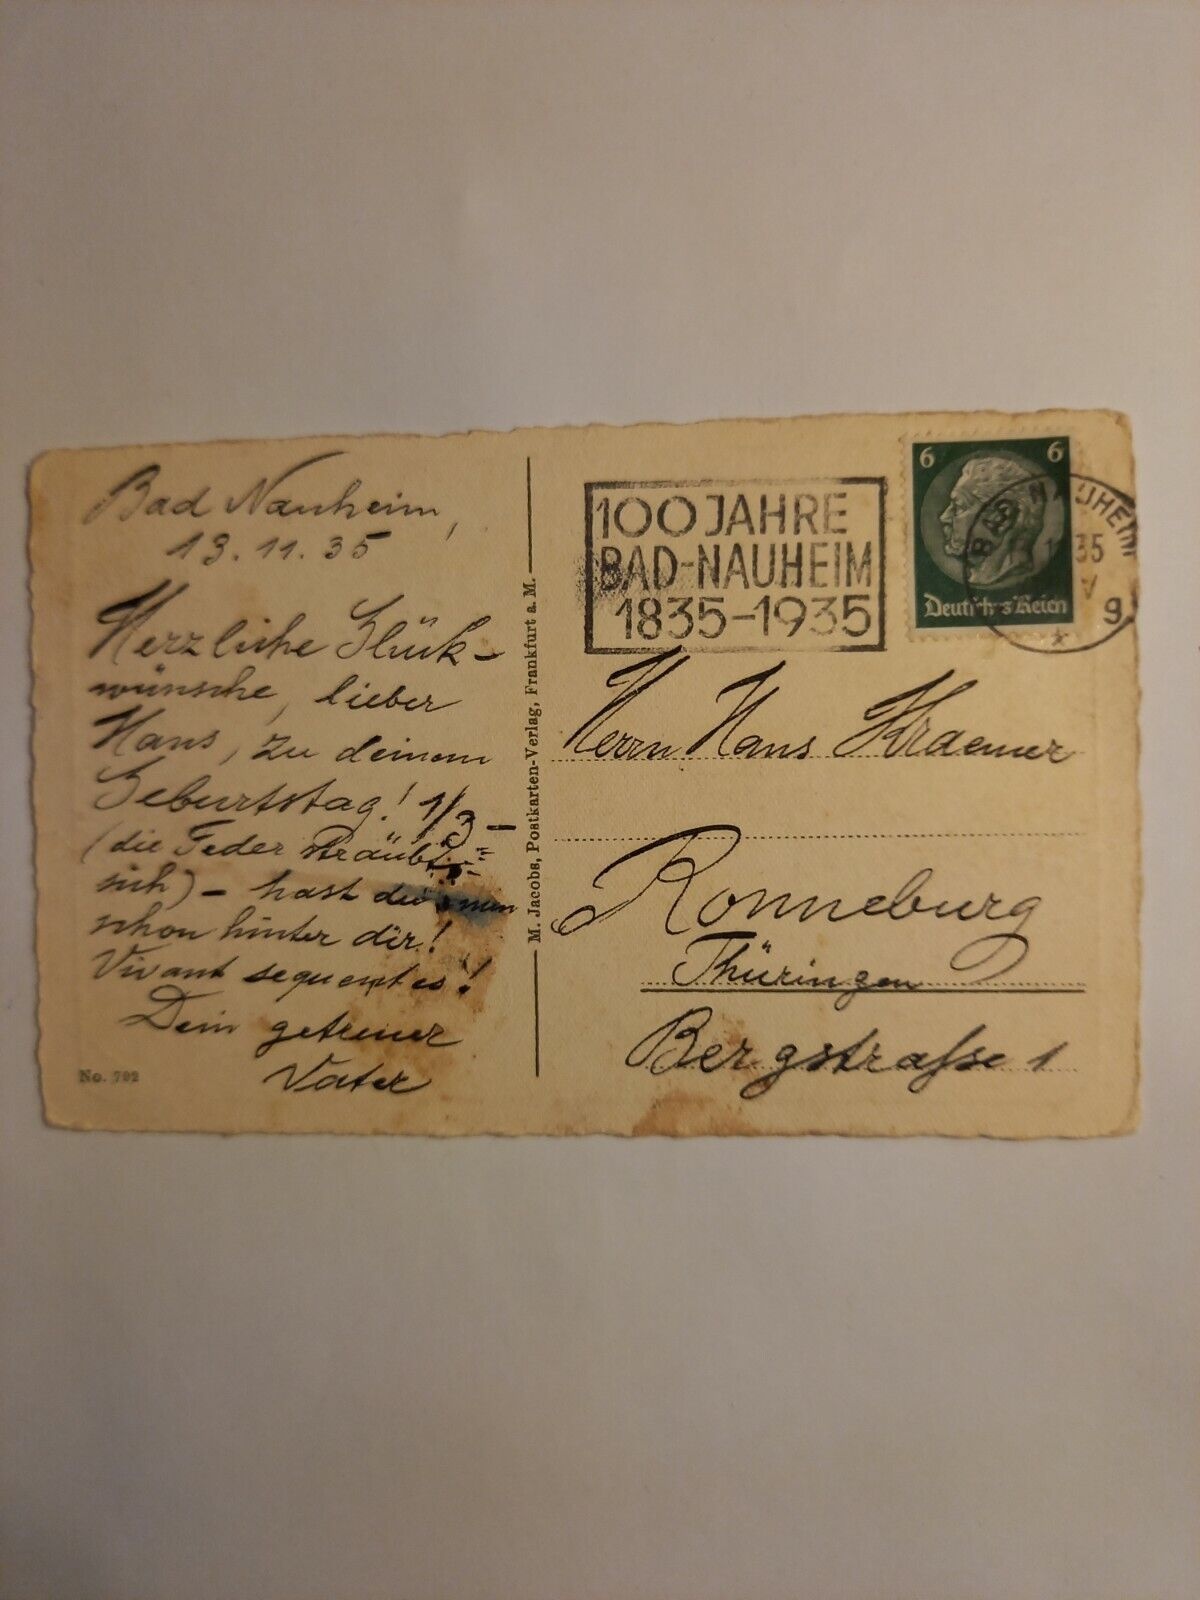 Bad Nauheim,
13.11.35
Herzliche Glück-
wünsche, lieber
Hans, zu deinem
Geburtstag! 1/3 -
(die Feder sträubt
sich) - hast du nun
schon hinter dir!
Vivant sequentes!
Dein getreuer
Vater
No. 702
M. Jacobs, Postkarten-Verlag, Frankfurt a. M.
100 JAHRE
BAD-NAUHEIM
1835-1935
6 6
Deutsches Reich
BAD NAUHEIM
35
g
Herrn Hans Kraemer
Ronneburg
Thüringen
Bergstraße 1